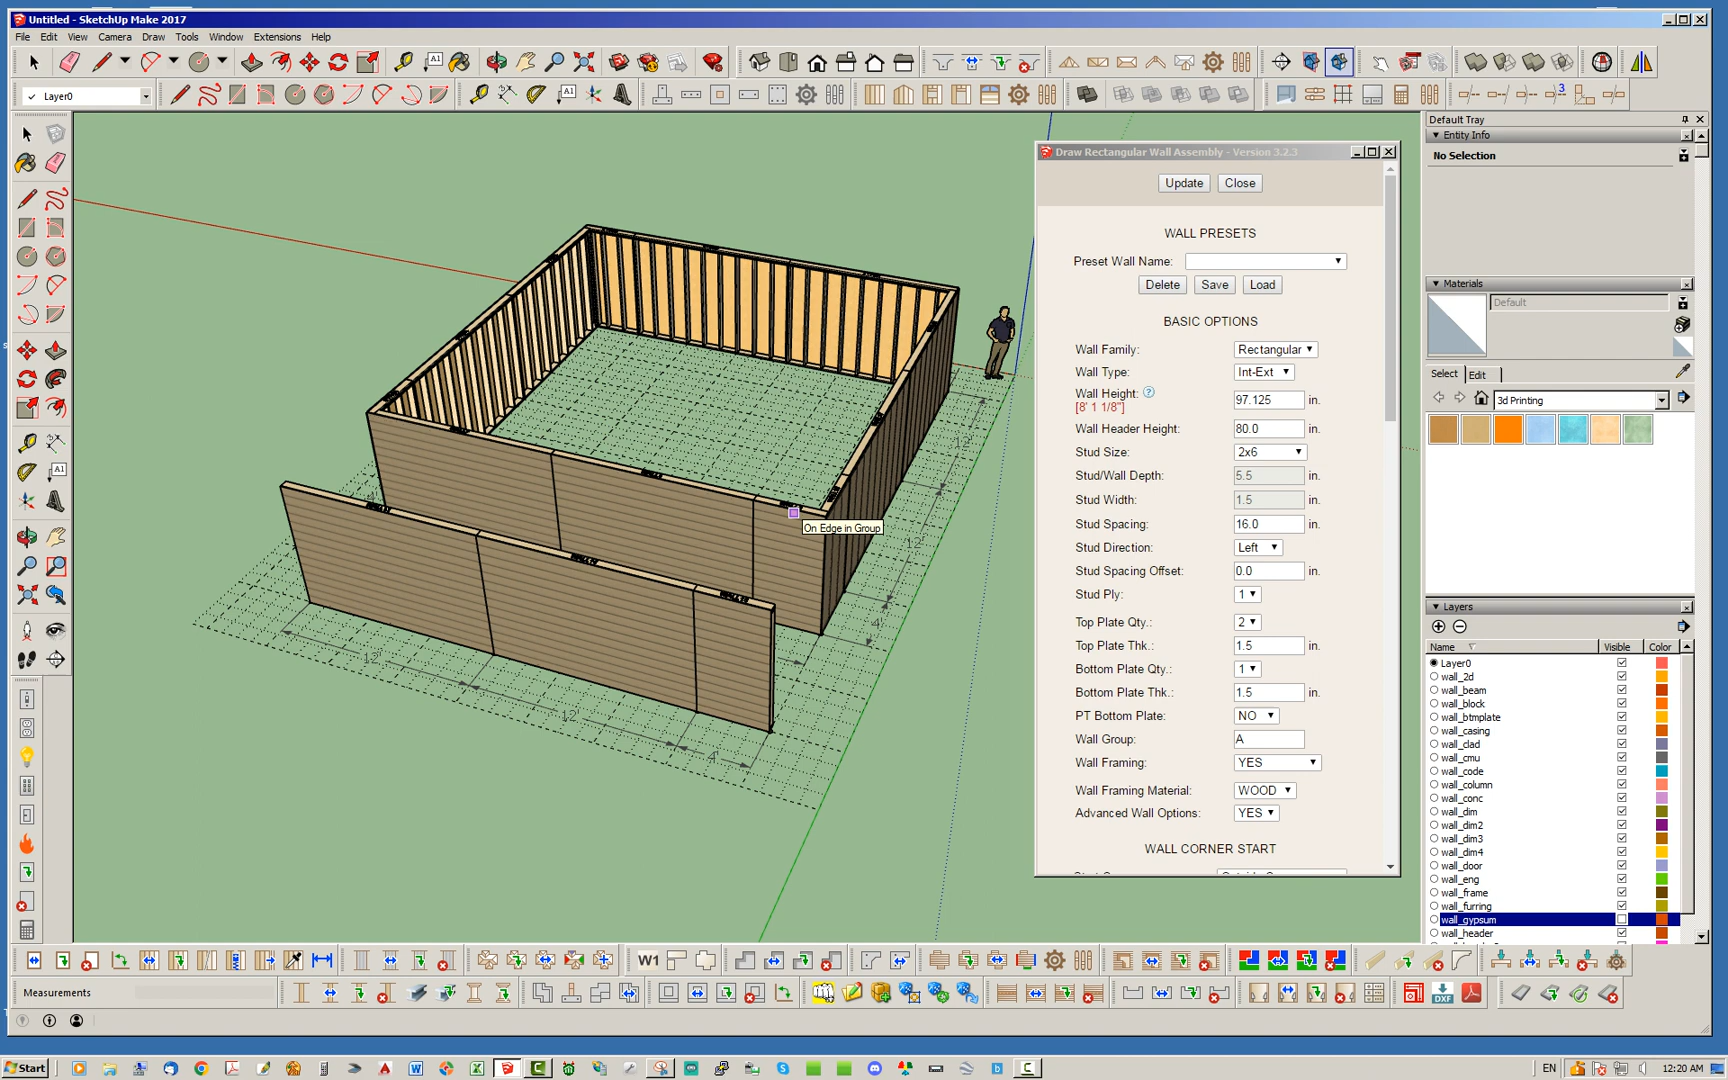 Untitled - SketchUp Make 2017
File Edit View Camera Draw Tools Window Extensions Help
Layer0
Default Tray
Entity Info
No Selection
Draw Rectangular Wall Assembly - Version 3.2.3
Update Close
WALL PRESETS
Preset Wall Name:
Delete Save Load
BASIC OPTIONS
Wall Family: Rectangular
Wall Type: Int-Ext
Wall Height: 97.125 in.
[8' 1 1/8"]
Wall Header Height: 80.0 in.
Stud Size: 2x6
Stud/Wall Depth: 5.5 in.
Stud Width: 1.5 in.
Stud Spacing: 16.0 in.
Stud Direction: Left
Stud Spacing Offset: 0.0 in.
Stud Ply: 1
Top Plate Qty.: 2
Top Plate Thk.: 1.5 in.
Bottom Plate Qty.: 1
Bottom Plate Thk.: 1.5 in.
PT Bottom Plate: NO
Wall Group: A
Wall Framing: YES
Wall Framing Material: WOOD
Advanced Wall Options: YES
WALL CORNER START
On Edge in Group
12'
12'
4'
12'
12'
4'
Materials
Default
Select Edit
3d Printing
Layers
Name Visible Color
Layer0
wall_2d
wall_beam
wall_block
wall_btmplate
wall_casing
wall_clad
wall_cmu
wall_code
wall_column
wall_conc
wall_dim
wall_dim2
wall_dim3
wall_dim4
wall_door
wall_eng
wall_frame
wall_furring
wall_gypsum
wall_header
W1
DXF
Measurements
Start
EN
12:20 AM